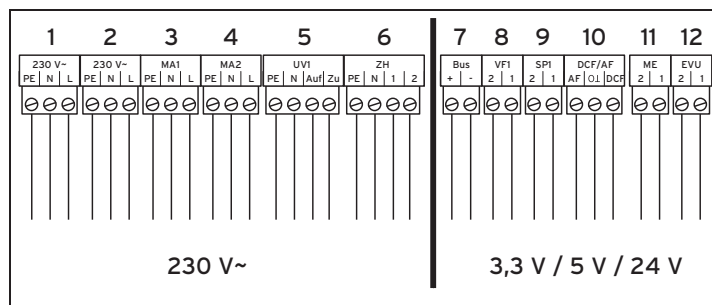 1 2 3 4 5 6 7 8 9 10 11 12
230 V~ 230 V~ MA1 MA2 UV1 ZH Bus VF1 SP1 DCF/AF ME EVU
PE N L PE N L PE N L PE N L PE N Auf Zu PE N 1 2 + - 2 1 2 1 AF O⊥ DCF 2 1 2 1
230 V~ 3,3 V / 5 V / 24 V